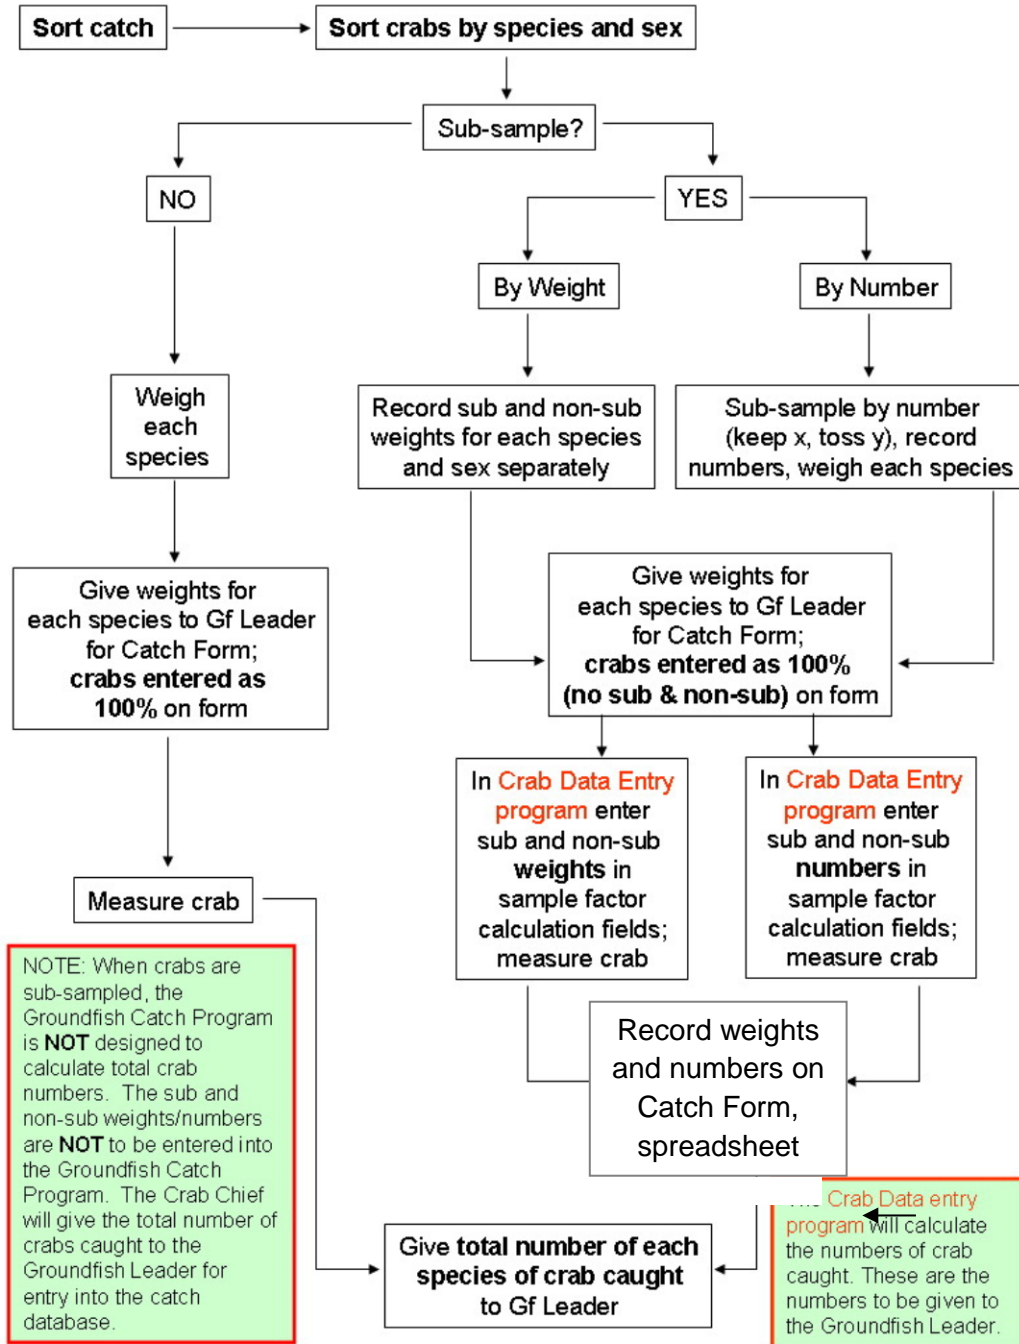 Sort catch
Sort crabs by species and sex
Sub-sample?
NO
YES
By Weight
By Number
Weigh
each
species
Record sub and non-sub
weights for each species
and sex separately
Sub-sample by number
(keep x, toss y), record
numbers, weigh each species
Give weights for
each species to Gf Leader
for Catch Form;
crabs entered as
100% on form
Give weights for
each species to Gf Leader
for Catch Form;
crabs entered as 100%
(no sub & non-sub) on form
In Crab Data Entry
program enter
sub and non-sub
weights in
sample factor
calculation fields;
measure crab
In Crab Data Entry
program enter
sub and non-sub
numbers in
sample factor
calculation fields;
measure crab
Measure crab
NOTE: When crabs are
sub-sampled, the
Groundfish Catch Program
is NOT designed to
calculate total crab
numbers. The sub and
non-sub weights/numbers
are NOT to be entered into
the Groundfish Catch
Program. The Crab Chief
will give the total number of
crabs caught to the
Groundfish Leader for
entry into the catch
database.
Record weights
and numbers on
Catch Form,
spreadsheet
Give total number of each
species of crab caught
to Gf Leader
Crab Data entry
program will calculate
the numbers of crab
caught. These are the
numbers to be given to
the Groundfish Leader.